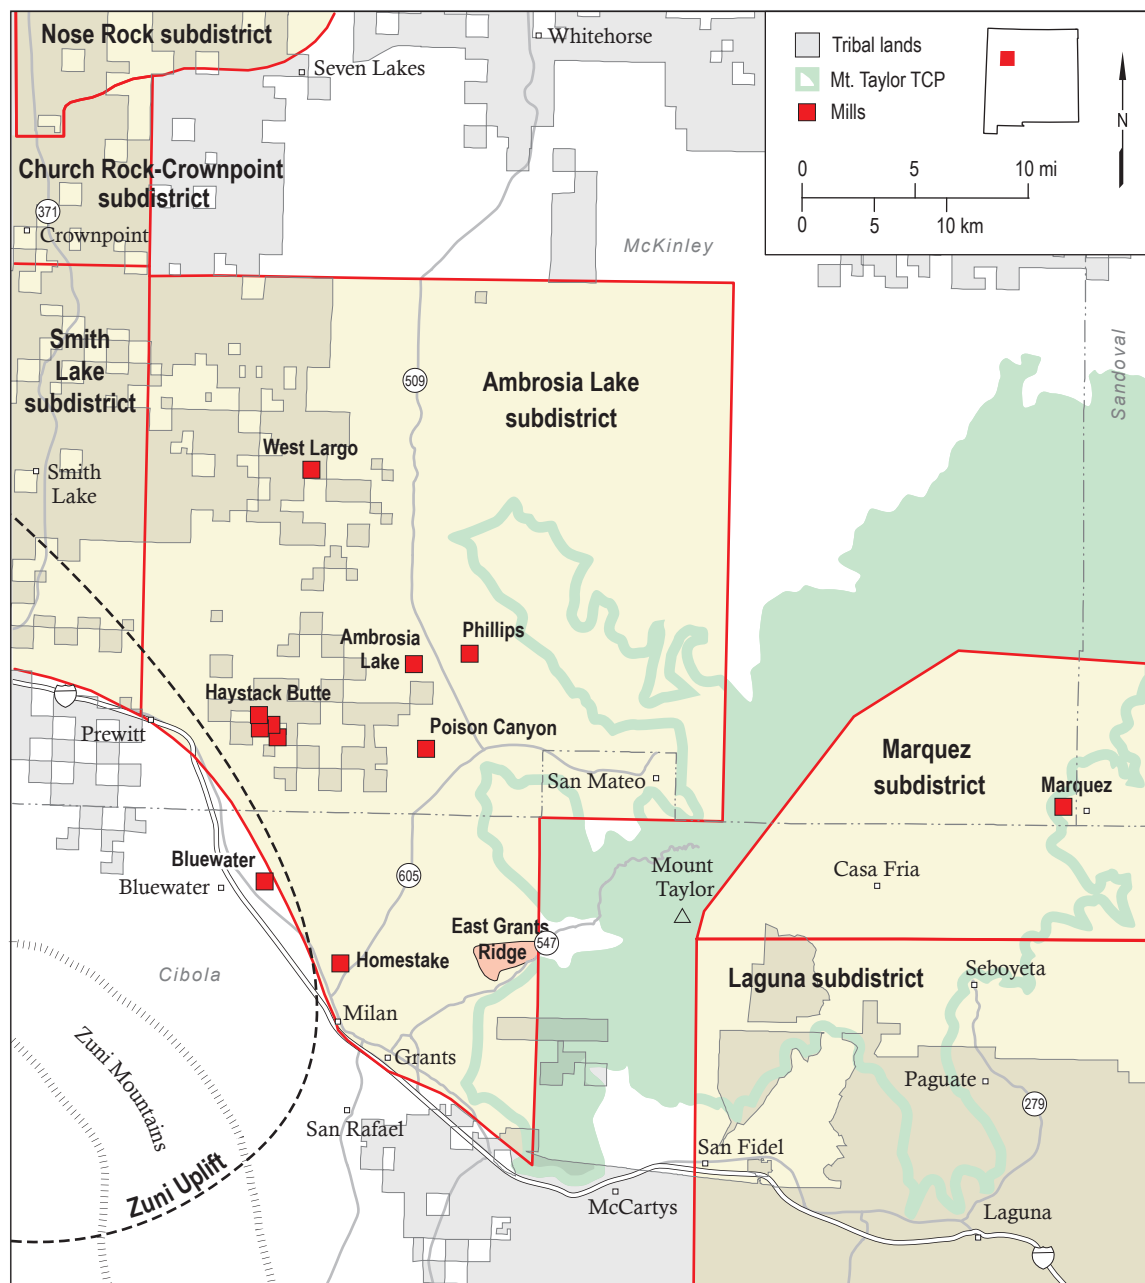 Nose Rock subdistrict
Whitehorse
Seven Lakes
Tribal lands
Mt. Taylor TCP
Mills
N
0 5 10 mi
0 5 10 km
Church Rock-Crownpoint
subdistrict
371
Crownpoint
McKinley
Sandoval
Smith
Lake
subdistrict
509
Ambrosia Lake
subdistrict
West Largo
Smith
Lake
Phillips
Ambrosia
Lake
Haystack Butte
Prewitt
Poison Canyon
San Mateo
Marquez
subdistrict
Marquez
Bluewater
Bluewater
605
Mount
Taylor
Casa Fria
East Grants
Ridge
547
Homestake
Cibola
Laguna subdistrict
Seboyeta
Milan
Zuni Mountains
Grants
Paguate
279
San Rafael
San Fidel
Zuni Uplift
McCartys
Laguna